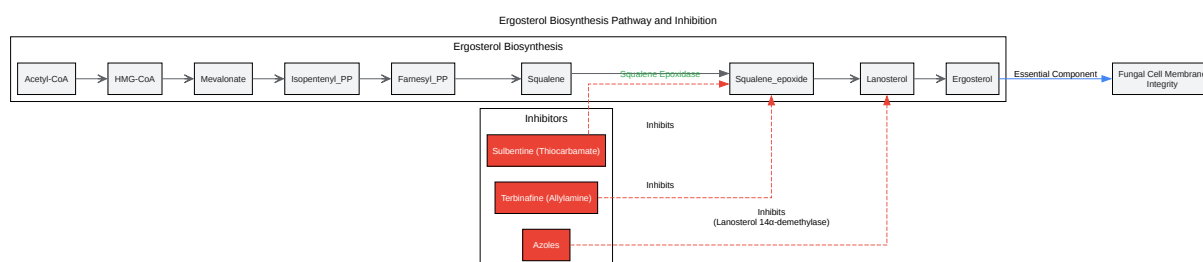 Ergosterol Biosynthesis Pathway and Inhibition
Ergosterol Biosynthesis
Acetyl-CoA
HMG-CoA
Mevalonate
Isopentenyl_PP
Farnesyl_PP
Squalene
Squalene Epoxidase
Squalene_epoxide
Lanosterol
Ergosterol
Essential Component
Fungal Cell Membrane
Integrity
Inhibitors
Sulbentine (Thiocarbamate)
Inhibits
Terbinafine (Allylamine)
Inhibits
Inhibits
(Lanosterol 14α-demethylase)
Azoles